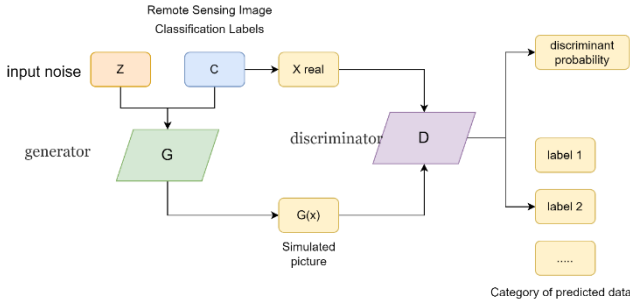 Remote Sensing Image
Classification Labels
input noise
Z
C
X real
discriminant
probability
generator
G
discriminator
D
label 1
label 2
G(x)
Simulated
picture
.....
Category of predicted data